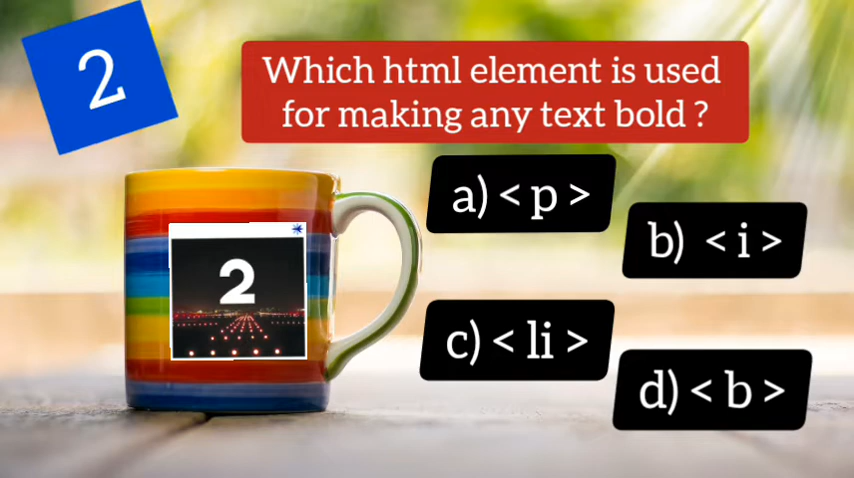 2
Which html element is used
for making any text bold ?
a) < p >
b) < i >
2
c) < li >
d) < b >